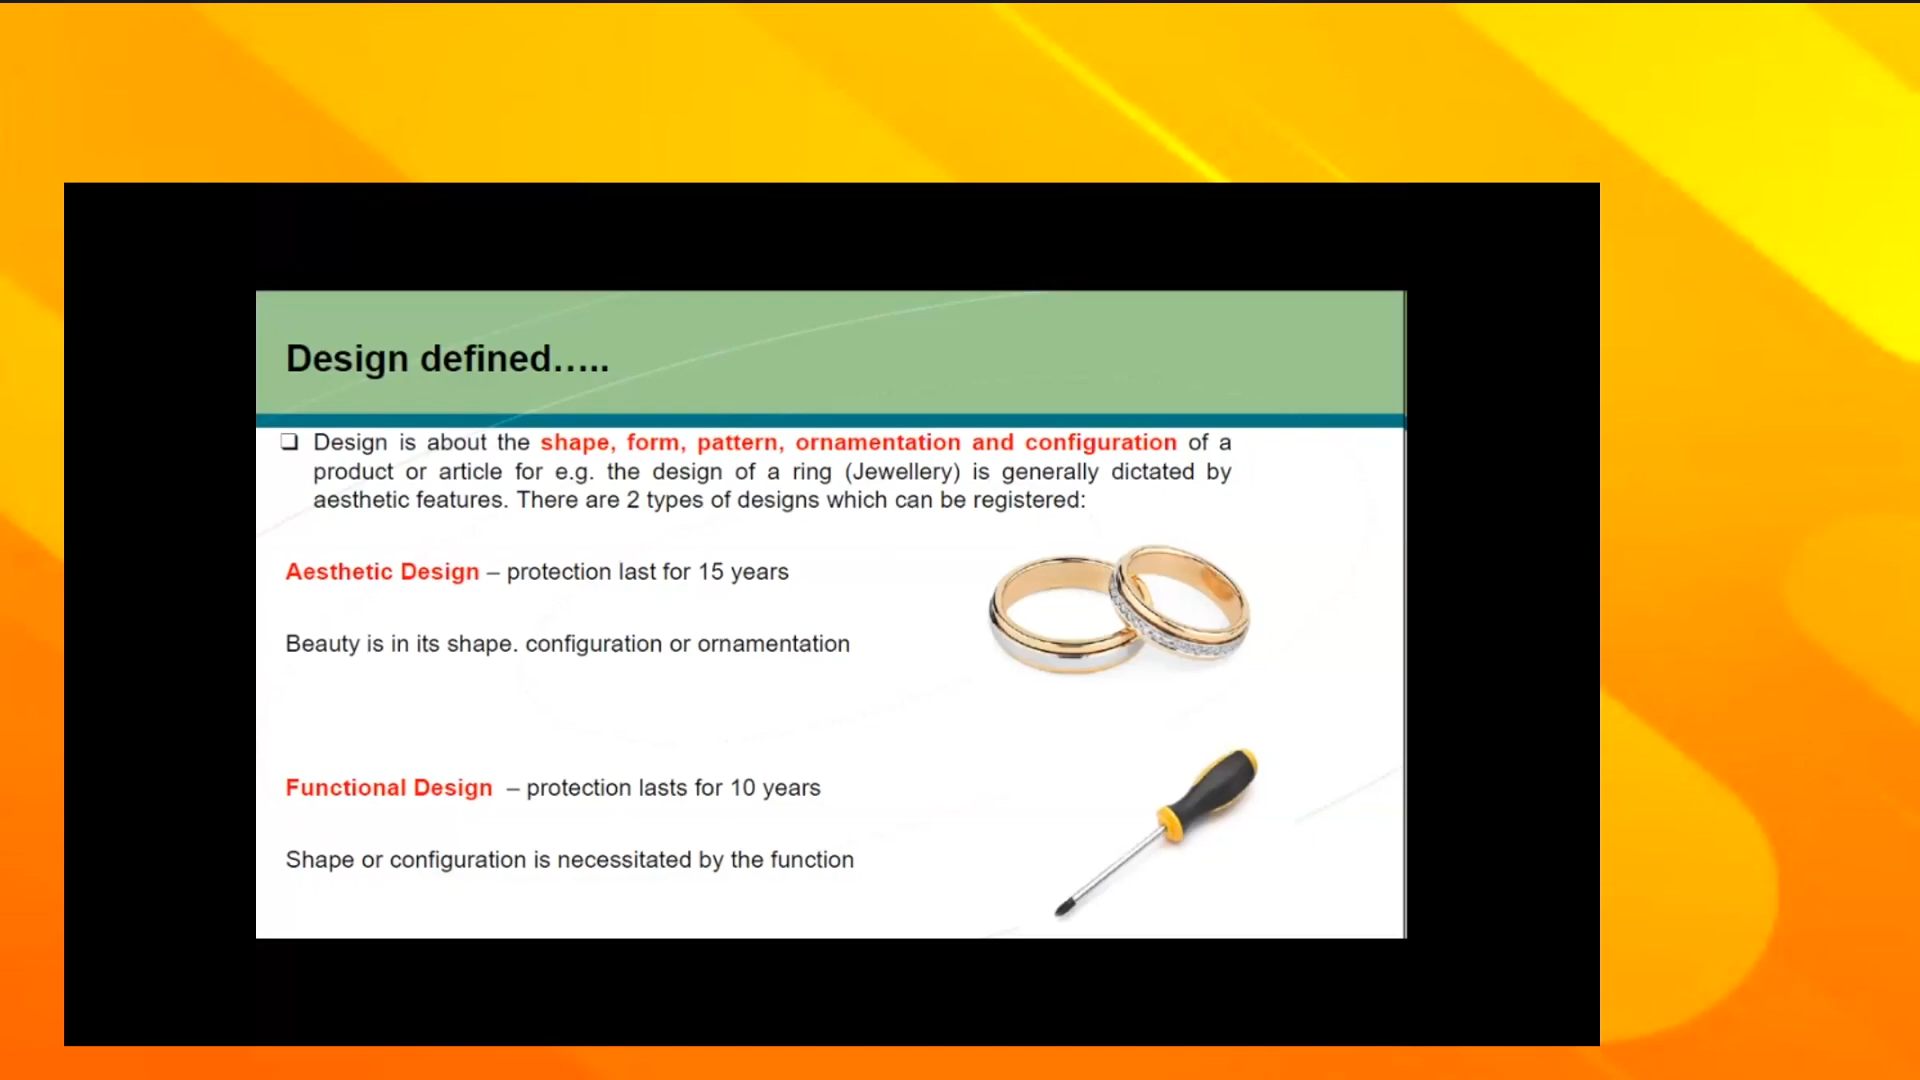 Design defined.....
❑ Design is about the shape, form, pattern, ornamentation and configuration of a
product or article for e.g. the design of a ring (Jewellery) is generally dictated by
aesthetic features. There are 2 types of designs which can be registered:
Aesthetic Design – protection last for 15 years
Beauty is in its shape. configuration or ornamentation
Functional Design – protection lasts for 10 years
Shape or configuration is necessitated by the function